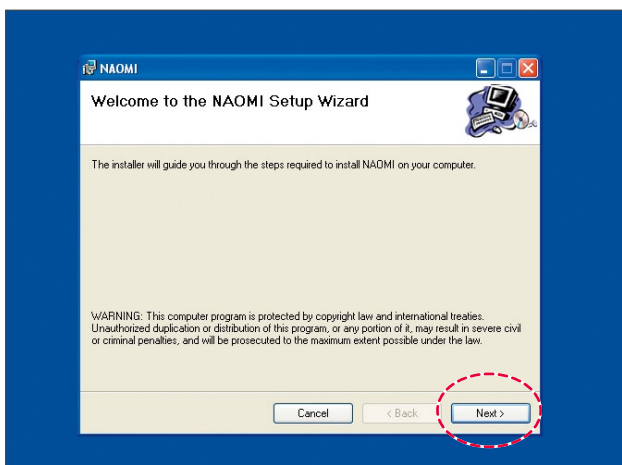 NAOMI
Welcome to the NAOMI Setup Wizard
The installer will guide you through the steps required to install NAOMI on your computer.
WARNING: This computer program is protected by copyright law and international treaties.
Unauthorized duplication or distribution of this program, or any portion of it, may result in severe civil
or criminal penalties, and will be prosecuted to the maximum extent possible under the law.
Cancel
< Back
Next >